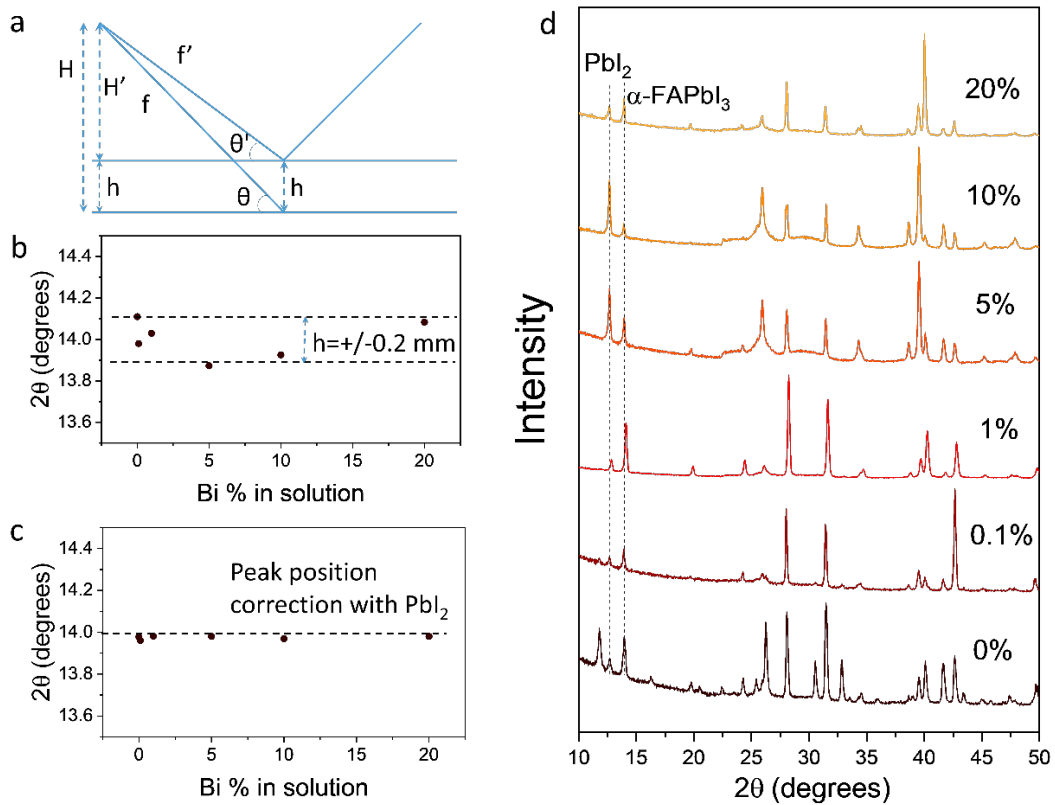 a
H
H’
f’
f
θ'
h
θ
h
b
14.4
14.2
14.0
13.8
13.6
2θ (degrees)
h=+/-0.2 mm
0
5
10
15
20
Bi % in solution
c
14.4
14.2
14.0
13.8
13.6
2θ (degrees)
Peak position
correction with PbI₂
0
5
10
15
20
Bi % in solution
d
PbI₂
α-FAPbI₃
20%
10%
5%
1%
0.1%
0%
Intensity
10
15
20
25
30
35
40
45
50
2θ (degrees)